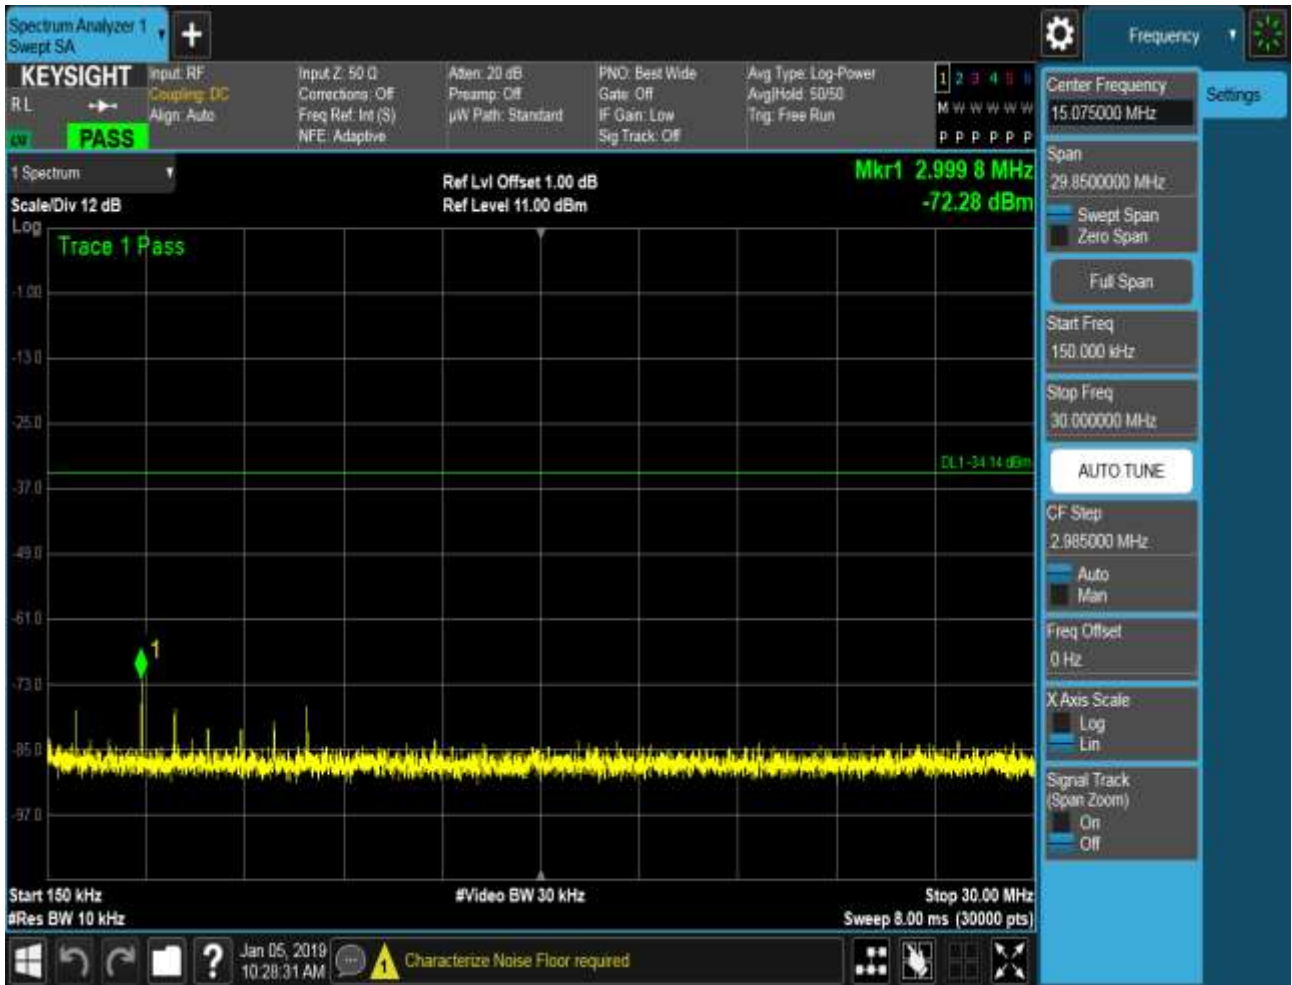 Spectrum Analyzer 1
Swept SA
+
Frequency
KEYSIGHT
R L
PASS
Input: RF
Coupling: DC
Align: Auto
Input Z: 50 Ω
Corrections: Off
Freq Ref: Int (S)
NFE: Adaptive
Atten: 20 dB
Preamp: Off
µW Path: Standard
PNO: Best Wide
Gate: Off
IF Gain: Low
Sig Track: Off
Avg Type: Log-Power
Avg|Hold: 50/50
Trig: Free Run
1 2 3 4 5 6
M W W W W W
P P P P P P
1 Spectrum
Scale/Div 12 dB
Ref Lvl Offset 1.00 dB
Ref Level 11.00 dBm
Mkr1 2.999 8 MHz
-72.28 dBm
Log
Trace 1 Pass
-1.00
-13.0
-25.0
DL1 -34.14 dBm
-37.0
-49.0
-61.0
1
-73.0
-85.0
-97.0
Start 150 kHz
#Video BW 30 kHz
Stop 30.00 MHz
#Res BW 10 kHz
Sweep 8.00 ms (30000 pts)
Center Frequency
15.075000 MHz
Settings
Span
29.8500000 MHz
Swept Span
Zero Span
Full Span
Start Freq
150.000 kHz
Stop Freq
30.000000 MHz
AUTO TUNE
CF Step
2.985000 MHz
Auto
Man
Freq Offset
0 Hz
X Axis Scale
Log
Lin
Signal Track
(Span Zoom)
On
Off
?
Jan 05, 2019
10:28:31 AM
1
Characterize Noise Floor required